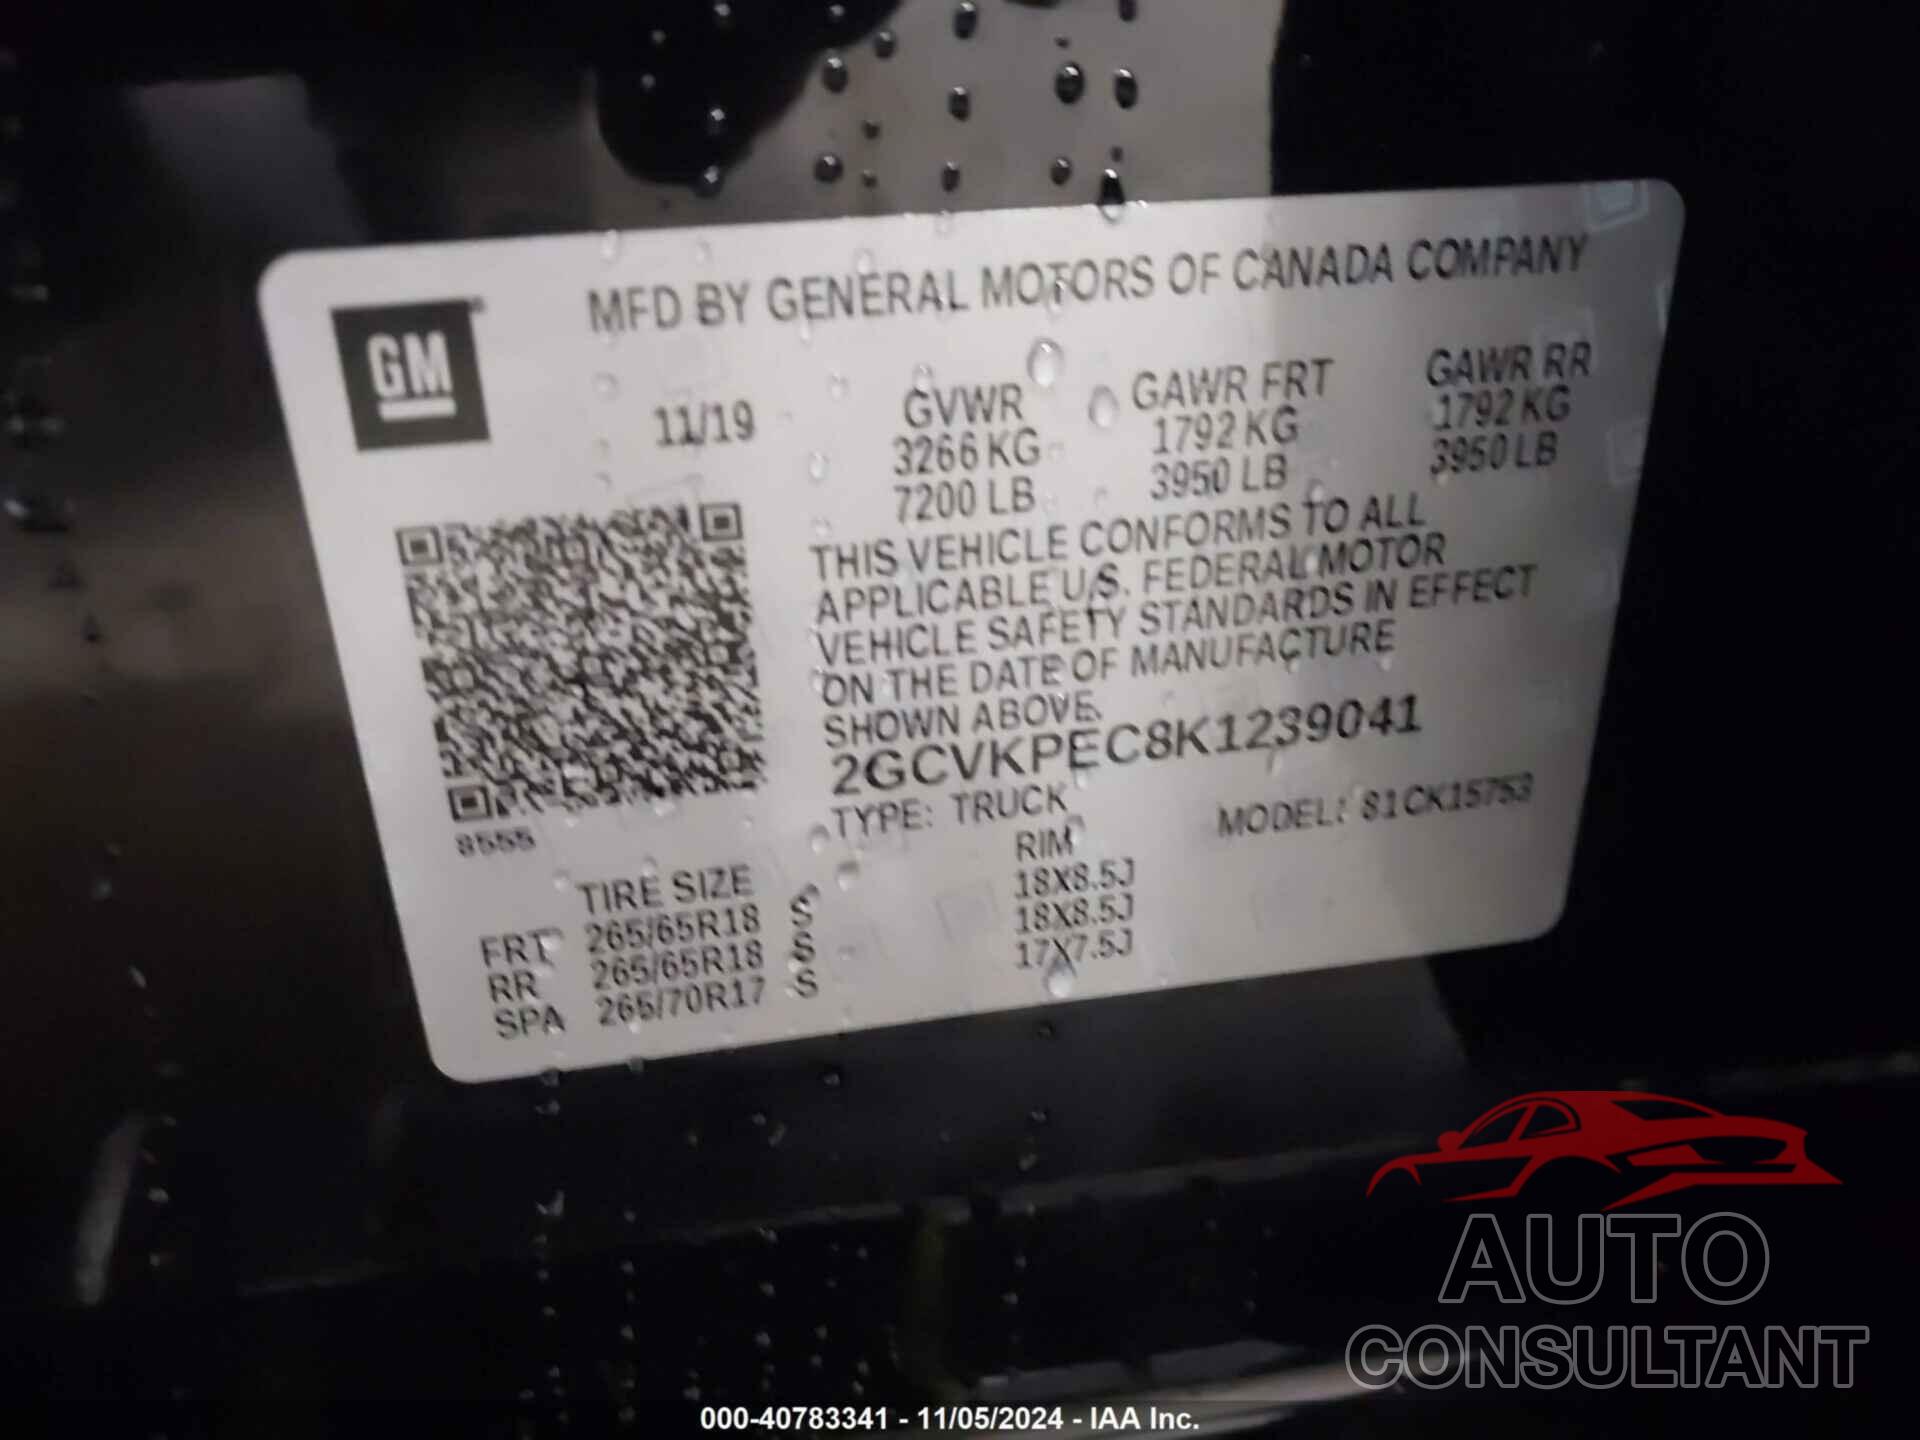 MFD BY GENERAL MOTORS OF CANADA COMPANY
GM
11/19
GVWR GAWR FRT GAWR RR
3266 KG 1792 KG 1792 KG
7200 LB 3950 LB 3950 LB
THIS VEHICLE CONFORMS TO ALL
APPLICABLE U.S. FEDERAL MOTOR
VEHICLE SAFETY STANDARDS IN EFFECT
ON THE DATE OF MANUFACTURE
SHOWN ABOVE.
2GCVKPEC8K1239041
TYPE: TRUCK MODEL: 81CK15753
8555
TIRE SIZE RIM
FRT 265/65R18 S 18X8.5J
RR 265/65R18 S 18X8.5J
SPA 265/70R17 S 17X7.5J
AUTO
CONSULTANT
000-40783341 - 11/05/2024 - IAA Inc.